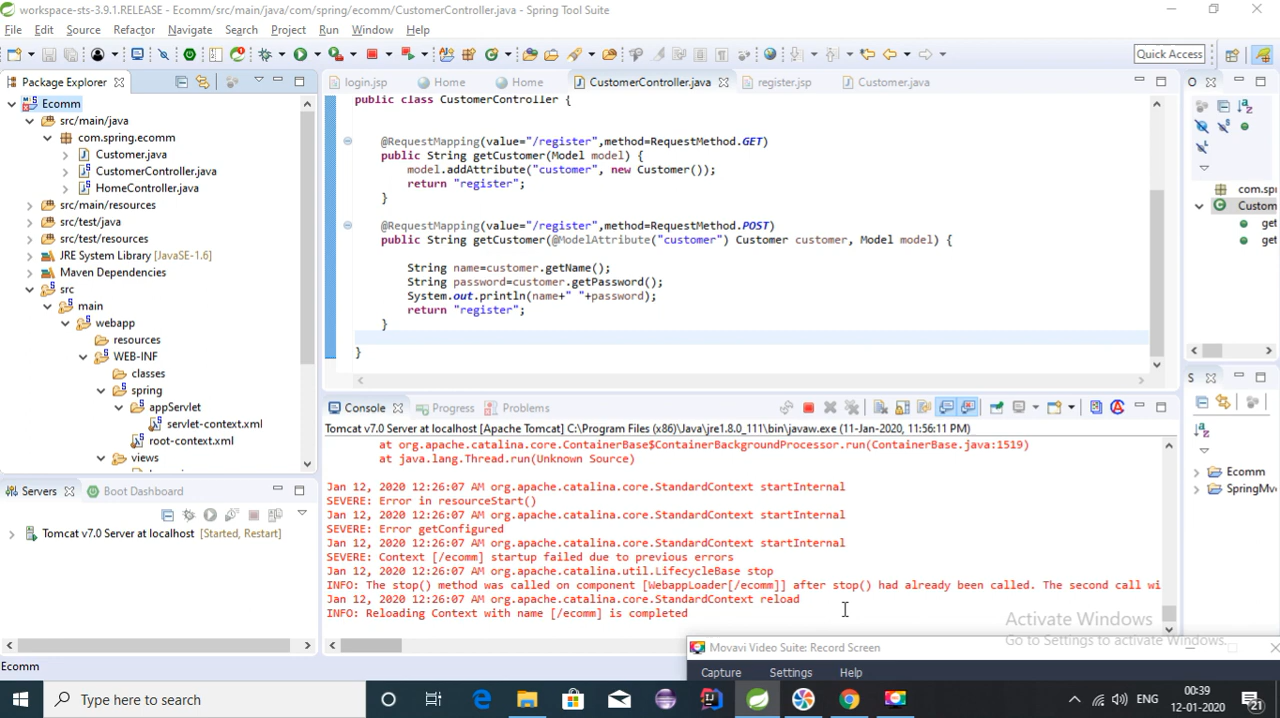 workspace-sts-3.9.1.RELEASE - Ecomm/src/main/java/com/spring/ecomm/CustomerController.java - Spring Tool Suite
File Edit Source Refactor Navigate Search Project Run Window Help
Quick Access
Package Explorer
Ecomm
src/main/java
com.spring.ecomm
Customer.java
CustomerController.java
HomeController.java
src/main/resources
src/test/java
src/test/resources
JRE System Library [JavaSE-1.6]
Maven Dependencies
src
main
webapp
resources
WEB-INF
classes
spring
appServlet
servlet-context.xml
root-context.xml
views
login.jsp Home Home CustomerController.java register.jsp Customer.java
public class CustomerController {
@RequestMapping(value="/register",method=RequestMethod.GET)
public String getCustomer(Model model) {
model.addAttribute("customer", new Customer());
return "register";
}
@RequestMapping(value="/register",method=RequestMethod.POST)
public String getCustomer(@ModelAttribute("customer") Customer customer, Model model) {
String name=customer.getName();
String password=customer.getPassword();
System.out.println(name+" "+password);
return "register";
}
}
O
com.spr
Custom
get
get
Servers Boot Dashboard
Tomcat v7.0 Server at localhost [Started, Restart]
Console Progress Problems
Tomcat v7.0 Server at localhost [Apache Tomcat] C:\Program Files (x86)\Java\jre1.8.0_111\bin\javaw.exe (11-Jan-2020, 11:56:11 PM)
at org.apache.catalina.core.ContainerBase$ContainerBackgroundProcessor.run(ContainerBase.java:1519)
at java.lang.Thread.run(Unknown Source)
Jan 12, 2020 12:26:07 AM org.apache.catalina.core.StandardContext startInternal
SEVERE: Error in resourceStart()
Jan 12, 2020 12:26:07 AM org.apache.catalina.core.StandardContext startInternal
SEVERE: Error getConfigured
Jan 12, 2020 12:26:07 AM org.apache.catalina.core.StandardContext startInternal
SEVERE: Context [/ecomm] startup failed due to previous errors
Jan 12, 2020 12:26:07 AM org.apache.catalina.util.LifecycleBase stop
INFO: The stop() method was called on component [WebappLoader[/ecomm]] after stop() had already been called. The second call wi
Jan 12, 2020 12:26:07 AM org.apache.catalina.core.StandardContext reload
INFO: Reloading Context with name [/ecomm] is completed
S
Ecomm
SpringMv
Activate Windows
Go to Settings to activate Windows.
Ecomm
Movavi Video Suite: Record Screen
Capture Settings Help
Type here to search
ENG
00:39
12-01-2020
21